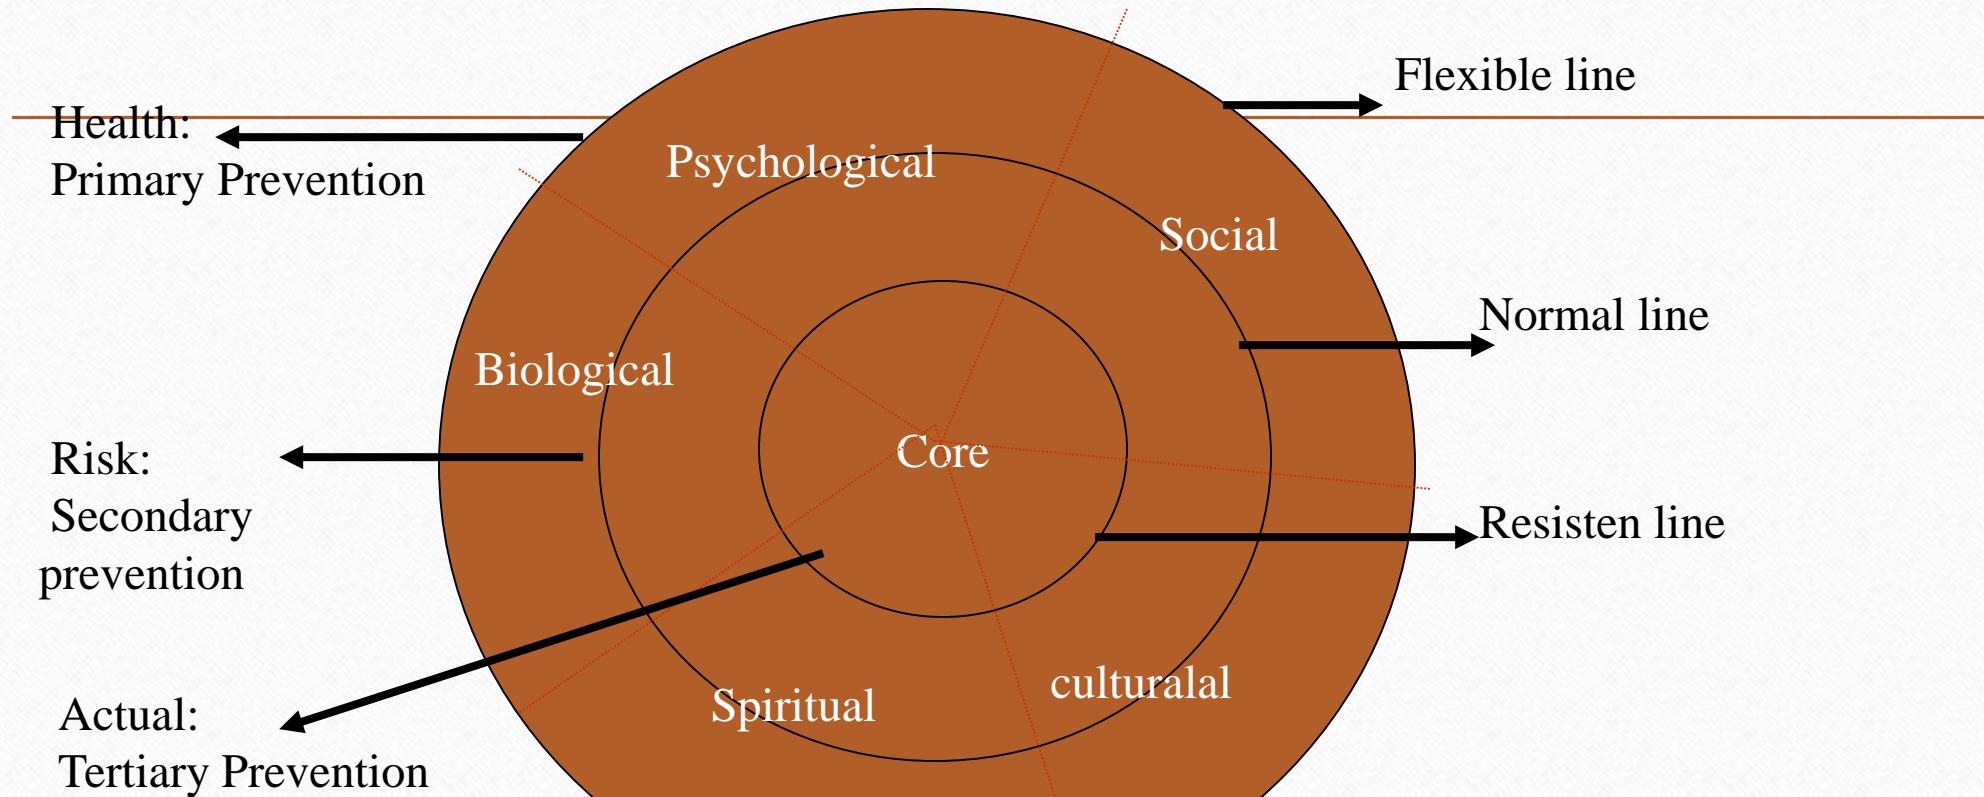 Flexible line
Health:
Primary Prevention
Psychological
Social
Normal line
Biological
Core
Risk:
Secondary
prevention
Resisten line
Spiritual
culturalal
Actual:
Tertiary Prevention